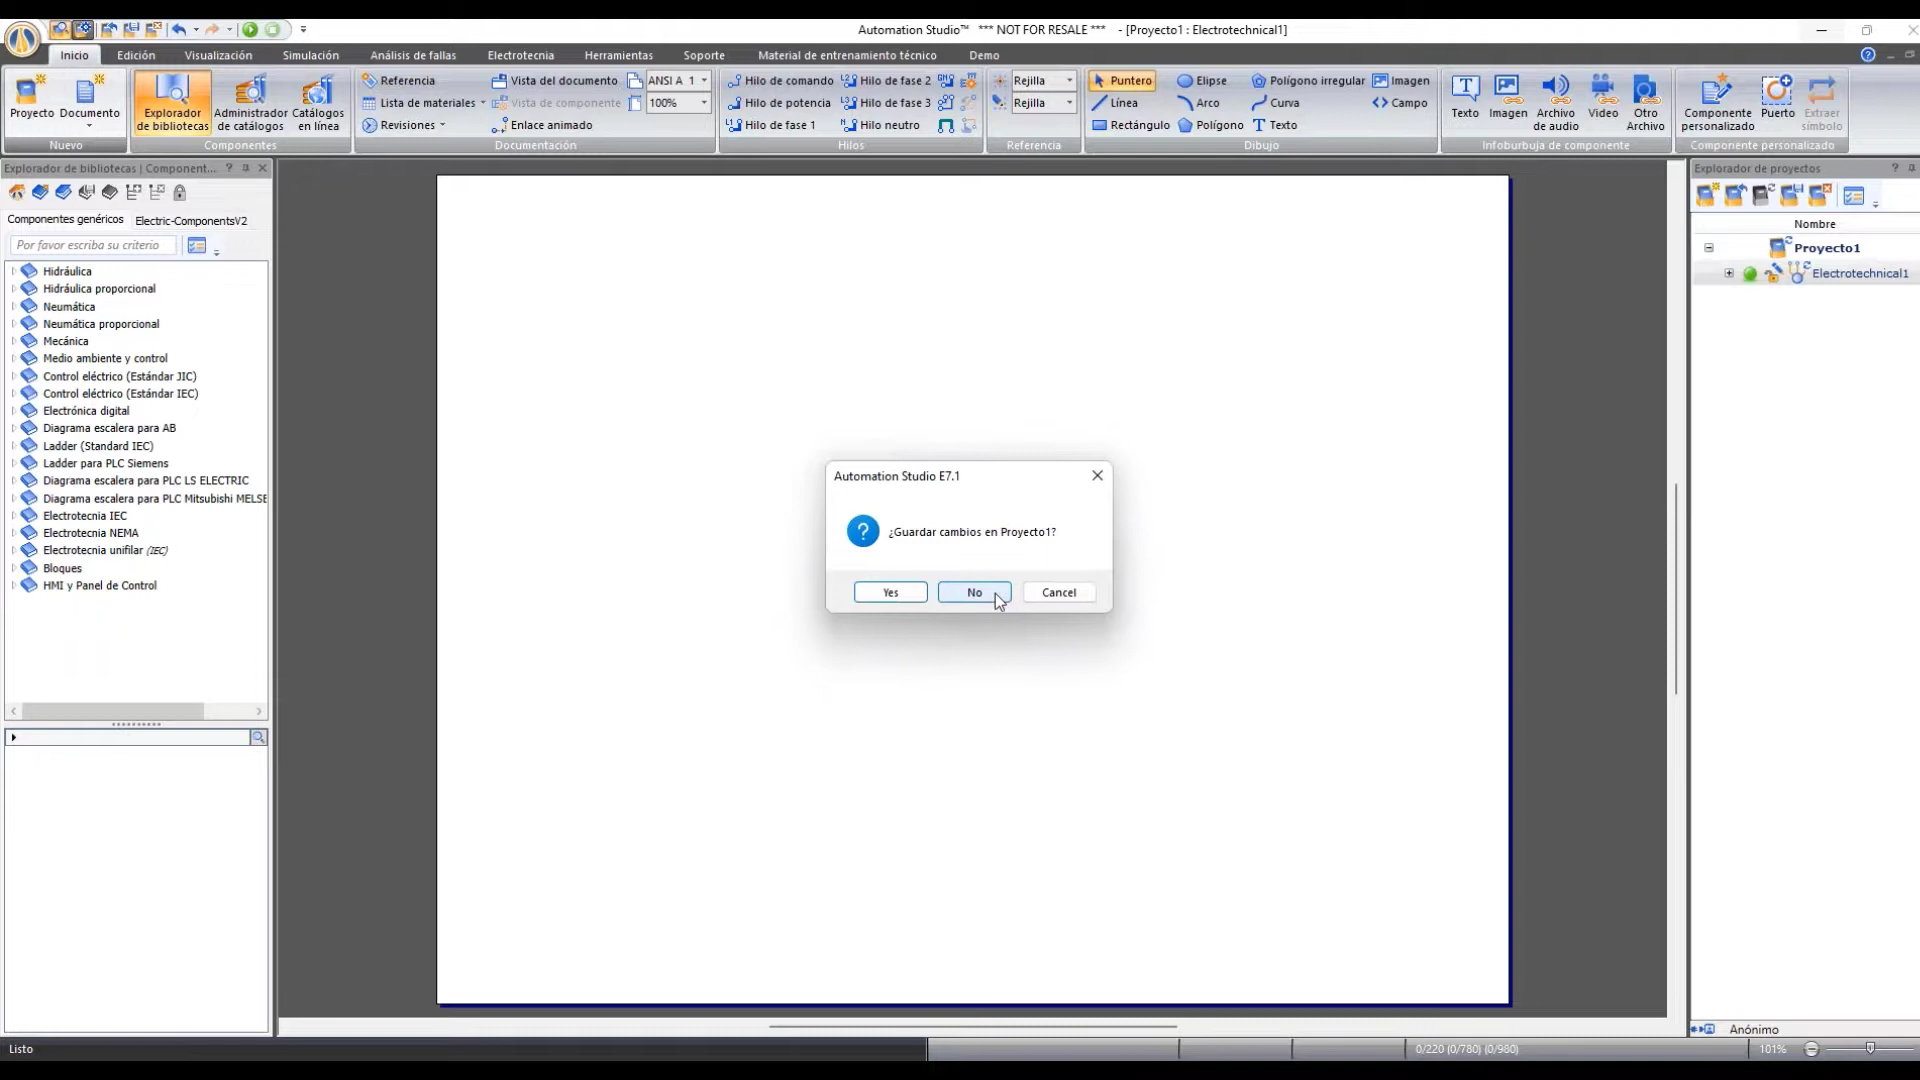 Automation Studio™ *** NOT FOR RESALE *** - [Proyecto1 : Electrotechnical1]
Inicio Edición Visualización Simulación Análisis de fallas Electrotecnia Herramientas Soporte Material de entrenamiento técnico Demo
Proyecto
Documento
Nuevo
Explorador
de bibliotecas
Administrador
de catálogos
Catálogos
en línea
Componentes
Referencia
Lista de materiales
Revisiones
Vista del documento
Vista de componente
Enlace animado
ANSI A 1
100%
Documentación
Hilo de comando
Hilo de potencia
Hilo de fase 1
Hilo de fase 2
Hilo de fase 3
Hilo neutro
Hilos
Rejilla
Rejilla
Referencia
Puntero
Línea
Rectángulo
Elipse
Arco
Polígono
Polígono irregular
Curva
Texto
Imagen
Campo
Dibujo
Texto
Imagen
Archivo
de audio
Video
Otro
Archivo
Infoburbuja de componente
Componente
personalizado
Puerto
Extraer
símbolo
Componente personalizado
Explorador de bibliotecas | Component...
Componentes genéricos Electric-ComponentsV2
Por favor escriba su criterio
Hidráulica
Hidráulica proporcional
Neumática
Neumática proporcional
Mecánica
Medio ambiente y control
Control eléctrico (Estándar JIC)
Control eléctrico (Estándar IEC)
Electrónica digital
Diagrama escalera para AB
Ladder (Standard IEC)
Ladder para PLC Siemens
Diagrama escalera para PLC LS ELECTRIC
Diagrama escalera para PLC Mitsubishi MELSE
Electrotecnia IEC
Electrotecnia NEMA
Electrotecnia unifilar (IEC)
Bloques
HMI y Panel de Control
Automation Studio E7.1
¿Guardar cambios en Proyecto1?
Yes No Cancel
Explorador de proyectos
Nombre
Proyecto1
Electrotechnical1
Anónimo
Listo
0/220 (0/780) (0/980)
101%